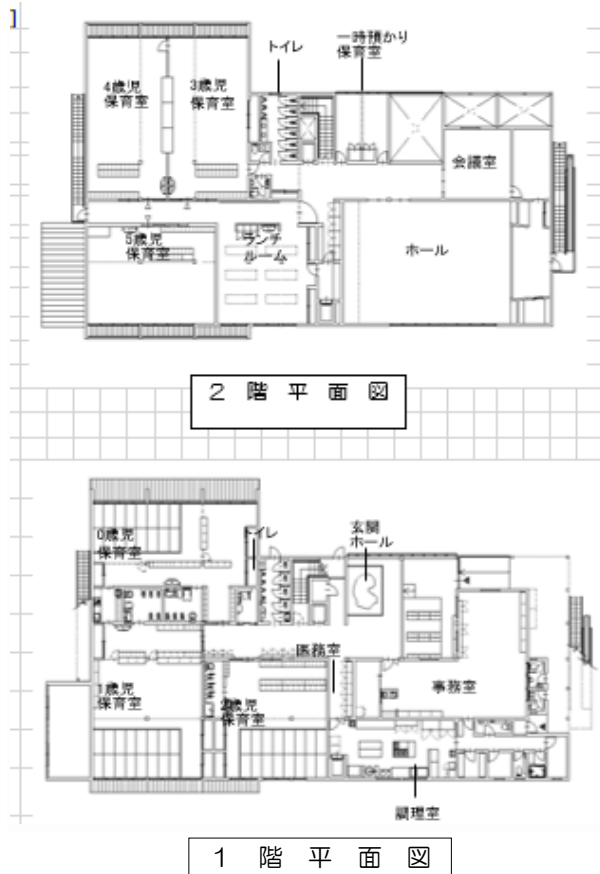 ]
トイレ
一時預かり
保育室
4歳児
保育室
3歳児
保育室
会議室
5歳児
保育室
ランチ
ルーム
ホール
2 階 平 面 図
0歳児
保育室
トイレ
玄関
ホール
医務室
1歳児
保育室
2歳児
保育室
事務室
調理室
1 階 平 面 図